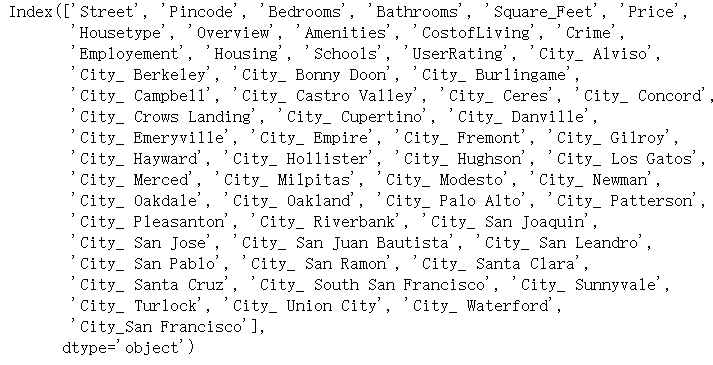 Index(['Street', 'Pincode', 'Bedrooms', 'Bathrooms', 'Square_Feet', 'Price',
'Housetype', 'Overview', 'Amenities', 'CostofLiving', 'Crime',
'Employement', 'Housing', 'Schools', 'UserRating', 'City_ Alviso',
'City_ Berkeley', 'City_ Bonny Doon', 'City_ Burlingame',
'City_ Campbell', 'City_ Castro Valley', 'City_ Ceres', 'City_ Concord',
'City_ Crows Landing', 'City_ Cupertino', 'City_ Danville',
'City_ Emeryville', 'City_ Empire', 'City_ Fremont', 'City_ Gilroy',
'City_ Hayward', 'City_ Hollister', 'City_ Hughson', 'City_ Los Gatos',
'City_ Merced', 'City_ Milpitas', 'City_ Modesto', 'City_ Newman',
'City_ Oakdale', 'City_ Oakland', 'City_ Palo Alto', 'City_ Patterson',
'City_ Pleasanton', 'City_ Riverbank', 'City_ San Joaquin',
'City_ San Jose', 'City_ San Juan Bautista', 'City_ San Leandro',
'City_ San Pablo', 'City_ San Ramon', 'City_ Santa Clara',
'City_ Santa Cruz', 'City_ South San Francisco', 'City_ Sunnyvale',
'City_ Turlock', 'City_ Union City', 'City_ Waterford',
'City_San Francisco'],
dtype='object')